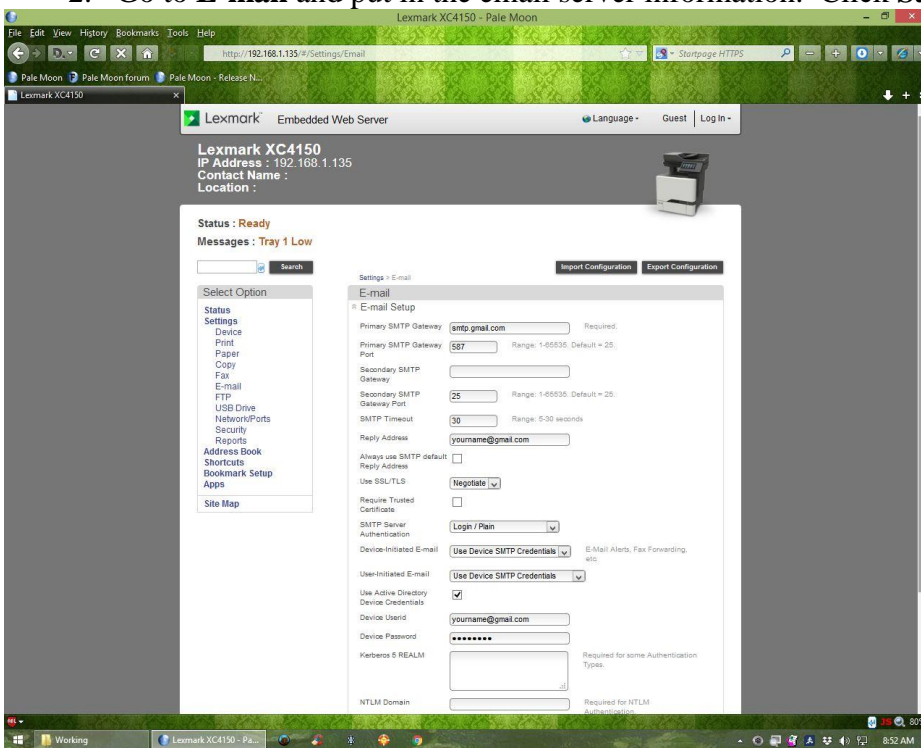 2. Go to E-mail and put in the email server information. Click S
Lexmark XC4150 - Pale Moon
File Edit View History Bookmarks Tools Help
http://192.168.1.135/#/Settings/Email
Startpage HTTPS
Pale Moon Pale Moon forum Pale Moon - Release N...
Lexmark XC4150
Lexmark Embedded Web Server Language Guest Log In
Lexmark XC4150
IP Address : 192.168.1.135
Contact Name :
Location :
Status : Ready
Messages : Tray 1 Low
Search
Import Configuration Export Configuration
Settings > E-mail
Select Option
Status
Settings
Device
Print
Paper
Copy
Fax
E-mail
FTP
USB Drive
Network/Ports
Security
Reports
Address Book
Shortcuts
Bookmark Setup
Apps
Site Map
E-mail
E-mail Setup
Primary SMTP Gateway smtp.gmail.com Required.
Primary SMTP Gateway Port 587 Range: 1-65535. Default = 25.
Secondary SMTP Gateway
Secondary SMTP Gateway Port 25 Range: 1-65535. Default = 25.
SMTP Timeout 30 Range: 5-30 seconds
Reply Address yourname@gmail.com
Always use SMTP default Reply Address
Use SSL/TLS Negotiate
Require Trusted Certificate
SMTP Server Authentication Login / Plain
Device-Initiated E-mail Use Device SMTP Credentials E-Mail Alerts, Fax Forwarding, etc
User-Initiated E-mail Use Device SMTP Credentials
Use Active Directory Device Credentials
Device Userid yourname@gmail.com
Device Password ••••••••
Kerberos 5 REALM Required for some Authentication Types.
NTLM Domain Required for NTLM Authentication.
80%
Working Lexmark XC4150 - Pa... 8:52 AM